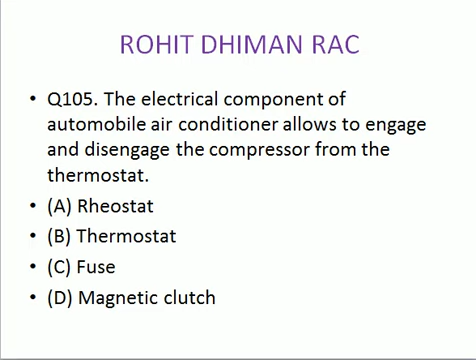 ROHIT DHIMAN RAC
• Q105. The electrical component of
automobile air conditioner allows to engage
and disengage the compressor from the
thermostat.
• (A) Rheostat
• (B) Thermostat
• (C) Fuse
• (D) Magnetic clutch